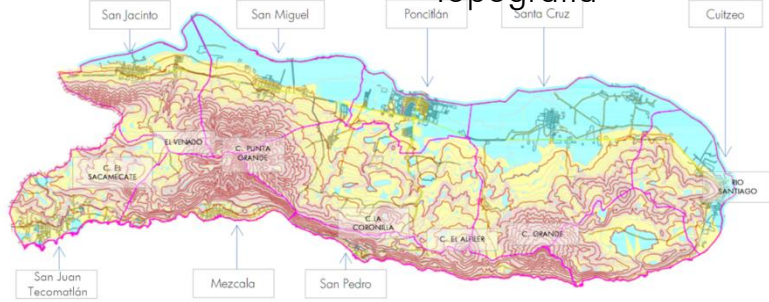 Topografía
San Jacinto
San Miguel
Poncitlán
Santa Cruz
Cuitzeo
EL VENADO
C. PUNTA
GRANDE
C. EL
SACAMECATE
RIO
SANTIAGO
C. LA
CORONILLA
C. EL ALFILER
C. GRANDE
San Juan
Tecomatlán
Mezcala
San Pedro